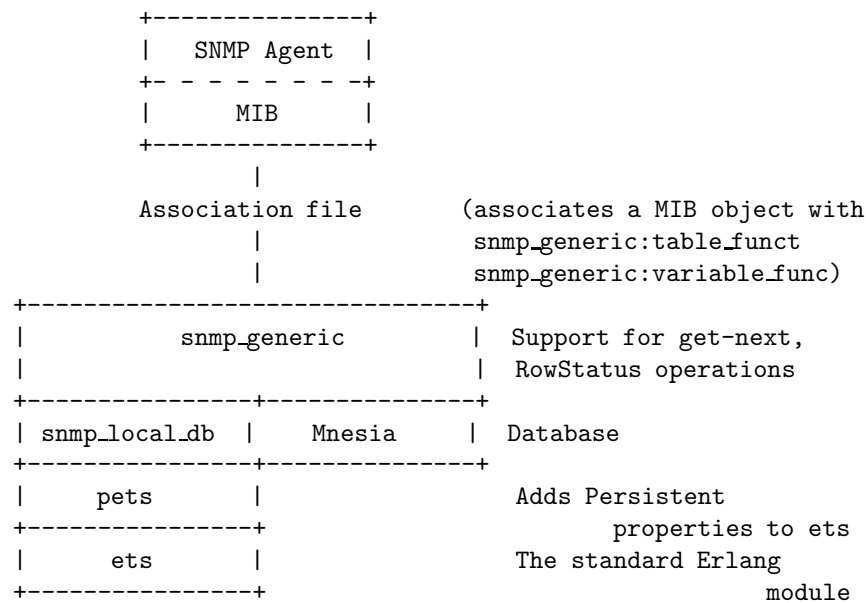 SNMP Agent
MIB
Association file (associates a MIB object with
snmp_generic:table_funct
snmp_generic:variable_func)
snmp_generic Support for get-next,
RowStatus operations
snmp_local_db Mnesia Database
pets Adds Persistent
properties to ets
ets The standard Erlang
module